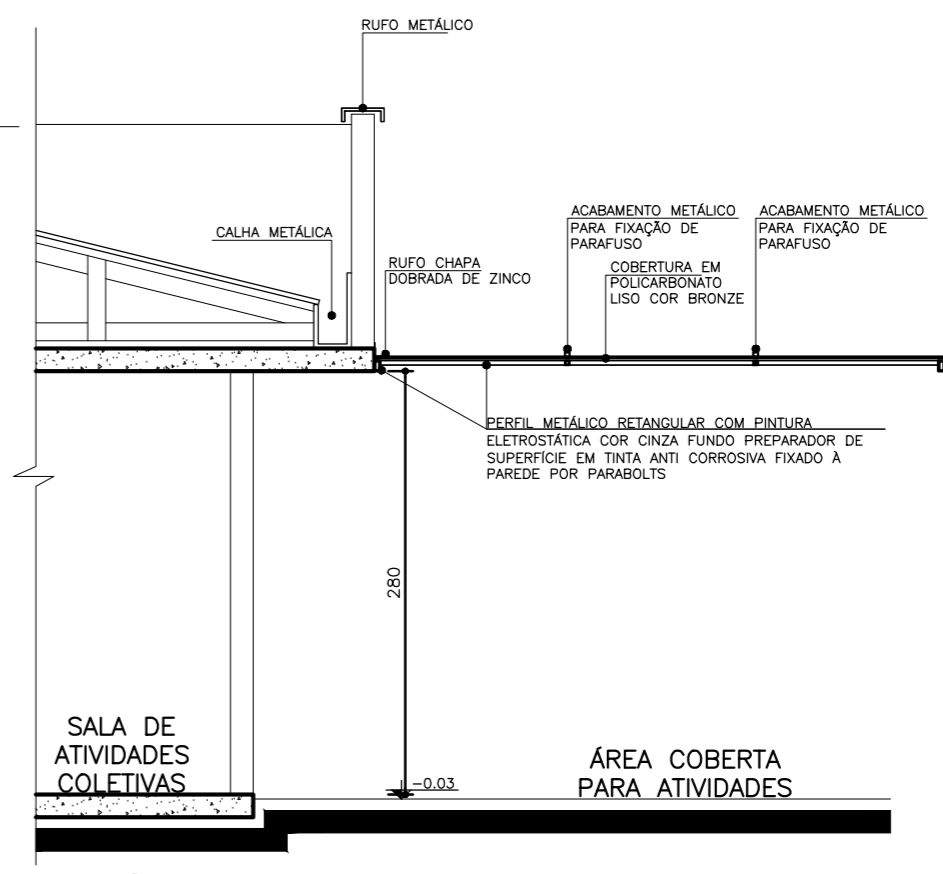 RUFO METÁLICO
ACABAMENTO METÁLICO
PARA FIXAÇÃO DE
PARAFUSO
ACABAMENTO METÁLICO
PARA FIXAÇÃO DE
PARAFUSO
CALHA METÁLICA
RUFO CHAPA
DOBRADA DE ZINCO
COBERTURA EM
POLICARBONATO
LISO COR BRONZE
PERFIL METÁLICO RETANGULAR COM PINTURA
ELETROSTÁTICA COR CINZA FUNDO PREPARADOR DE
SUPERFÍCIE EM TINTA ANTI CORROSIVA FIXADO À
PAREDE POR PARABOLTS
280
SALA DE
ATIVIDADES
COLETIVAS
-0.03
ÁREA COBERTA
PARA ATIVIDADES